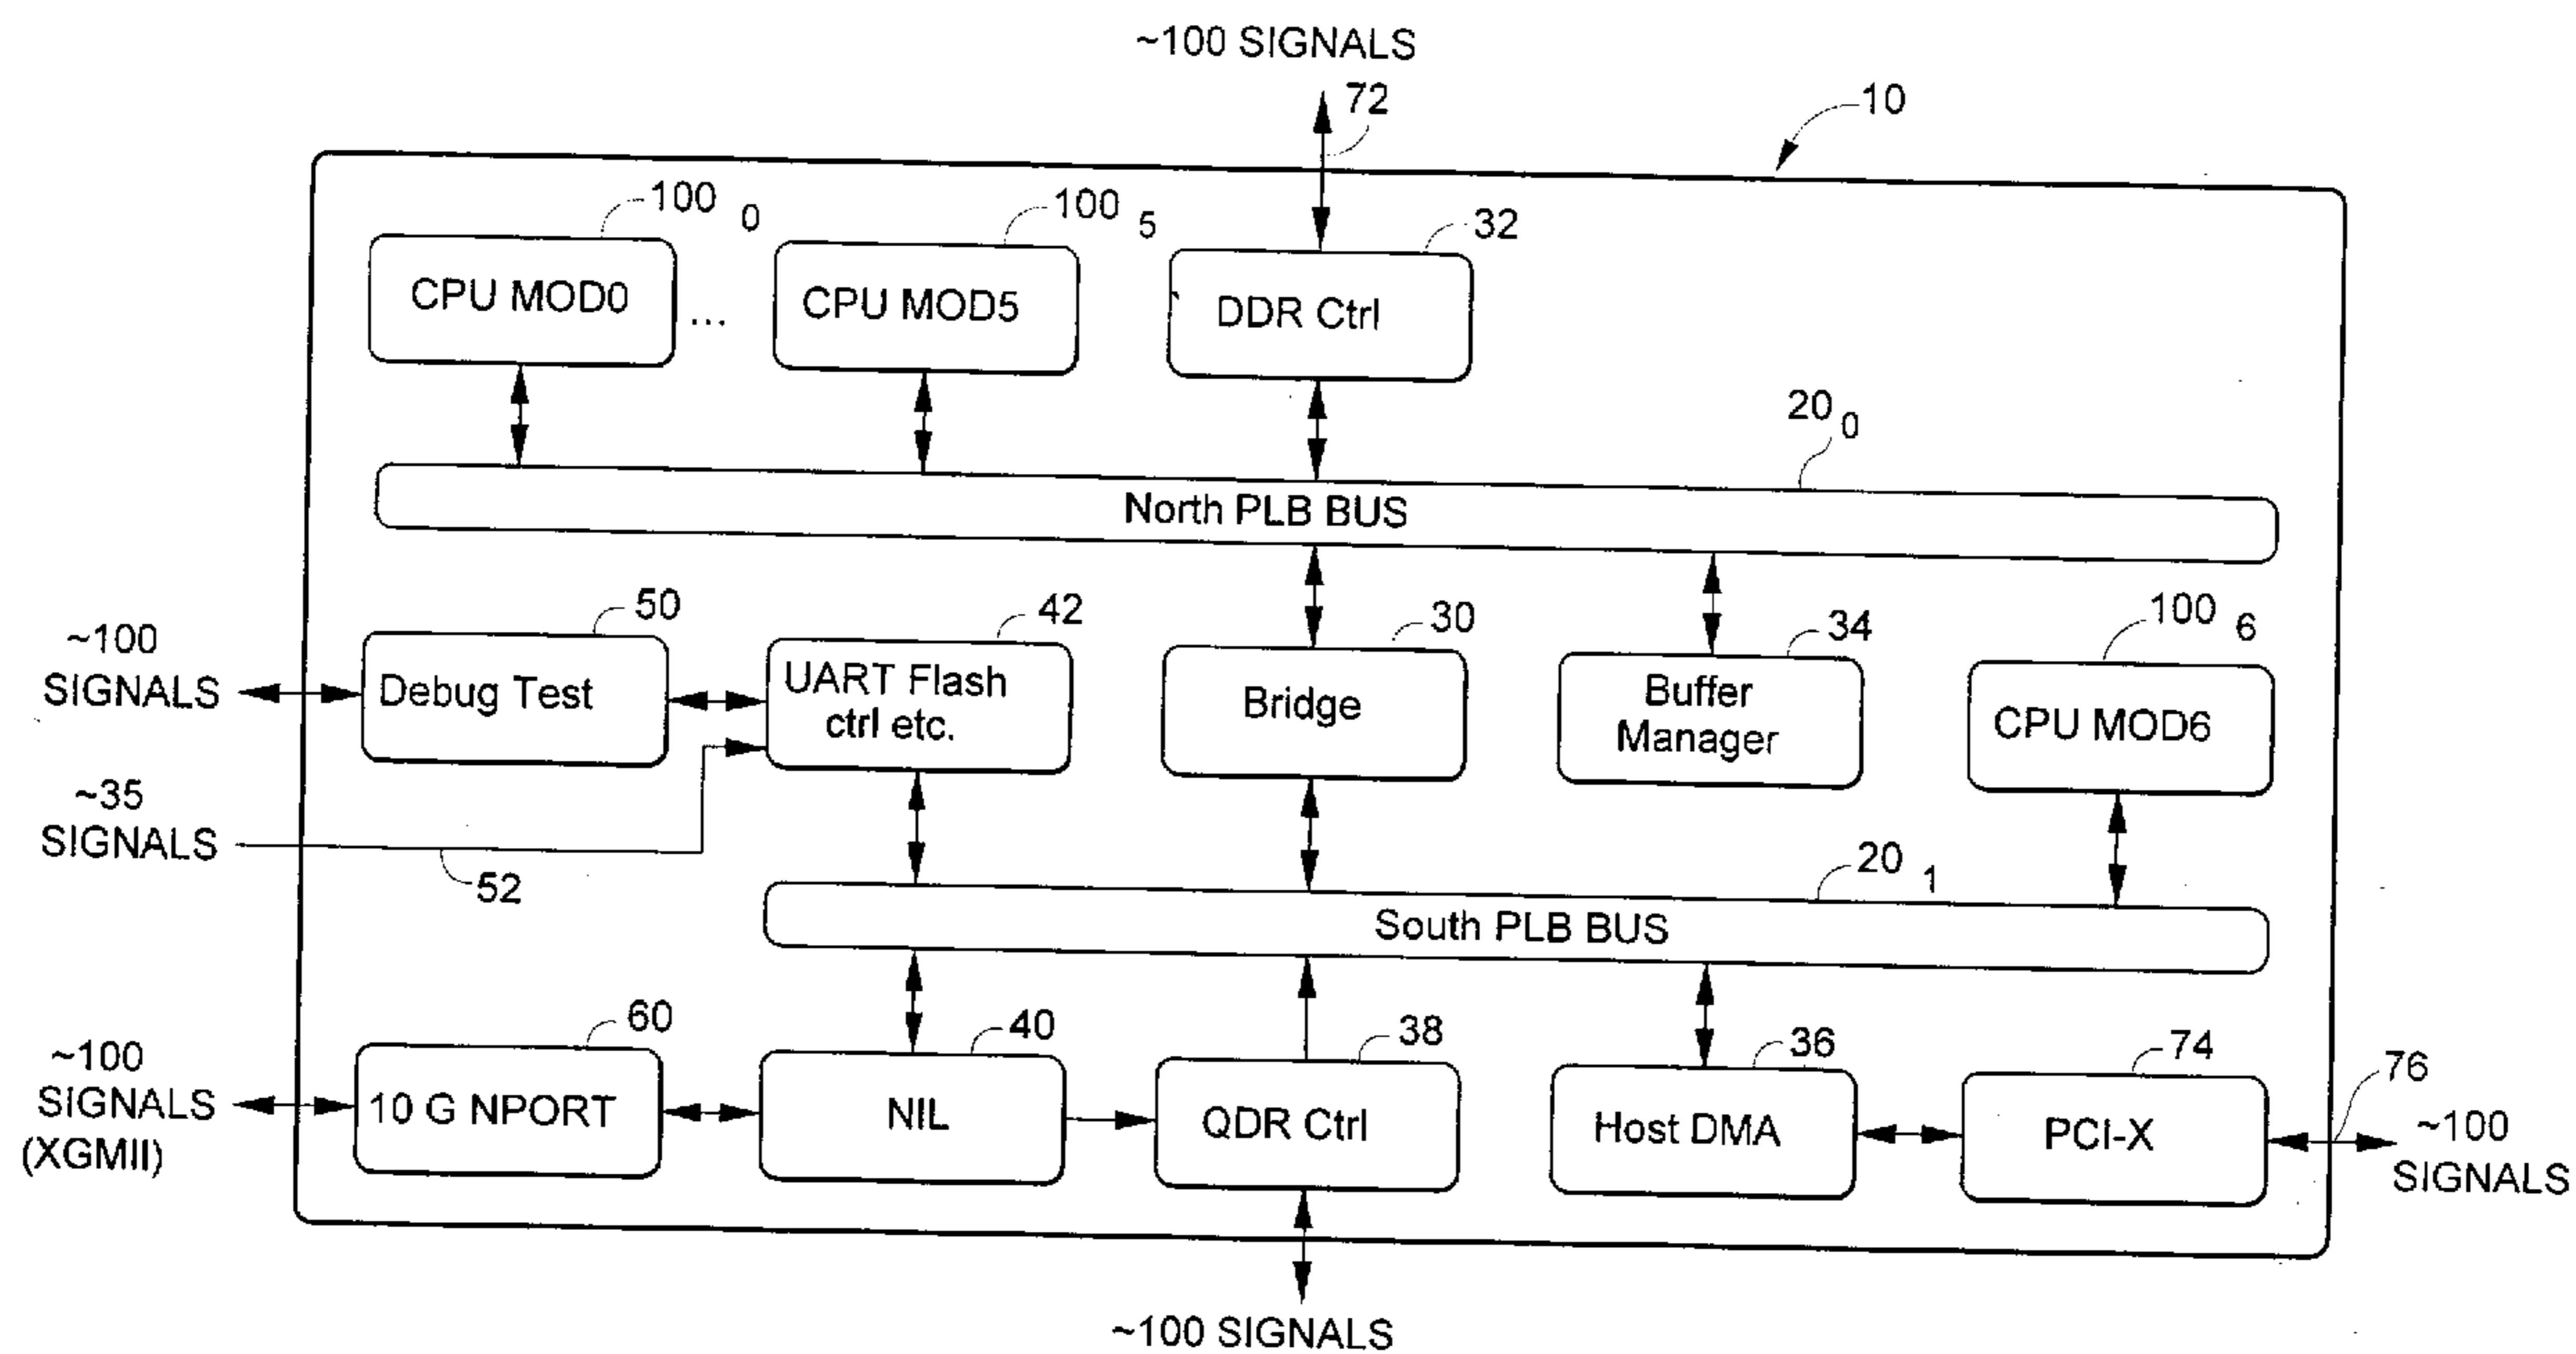 ~100 SIGNALS
72
10
100 0
100 5
32
CPU MOD0
...
CPU MOD5
DDR Ctrl
20 0
North PLB BUS
50
42
30
34
100 6
~100
SIGNALS
Debug Test
UART Flash
ctrl etc.
Bridge
Buffer
Manager
CPU MOD6
~35
SIGNALS
52
20 1
South PLB BUS
60
40
38
36
74
76
~100
SIGNALS
(XGMII)
10 G NPORT
NIL
QDR Ctrl
Host DMA
PCI-X
~100
SIGNALS
~100 SIGNALS